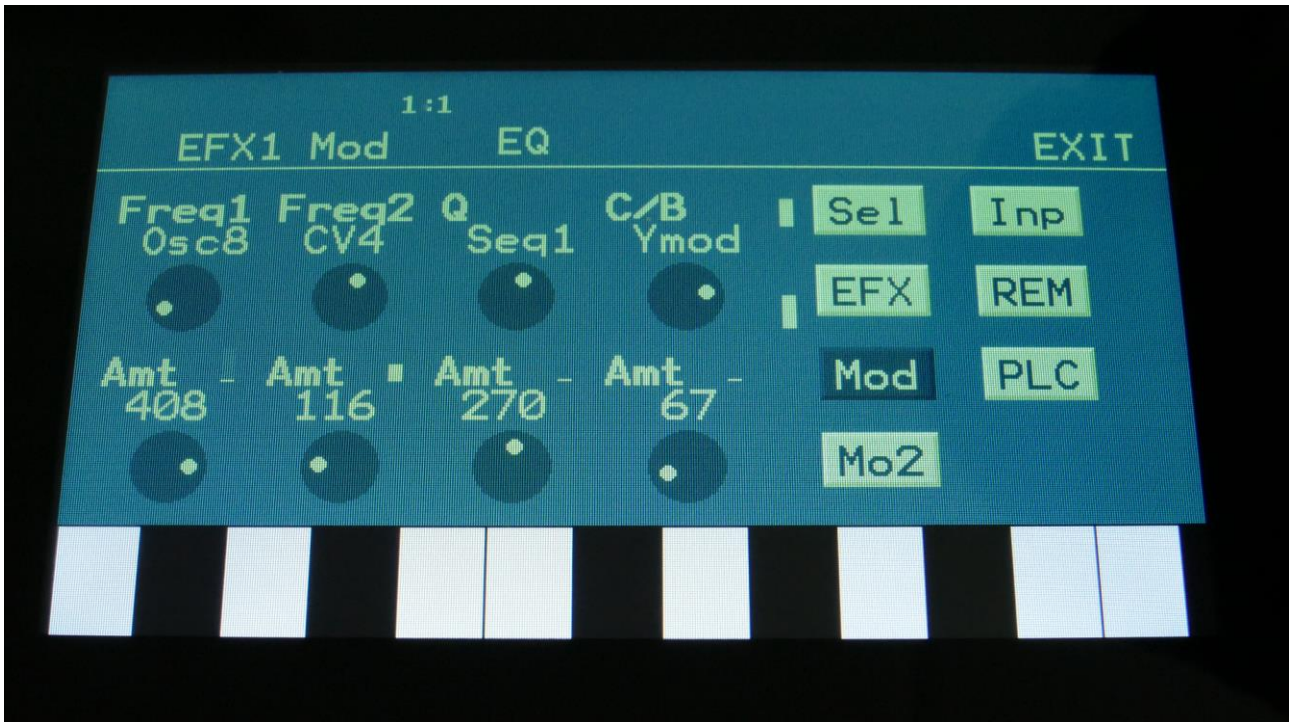 1:1
EFX1 Mod EQ EXIT
Freq1 Freq2 Q C/B Sel Inp
Osc8 CV4 Seq1 Ymod
EFX REM
Amt Amt Amt Amt Mod PLC
408 116 270 67
Mo2